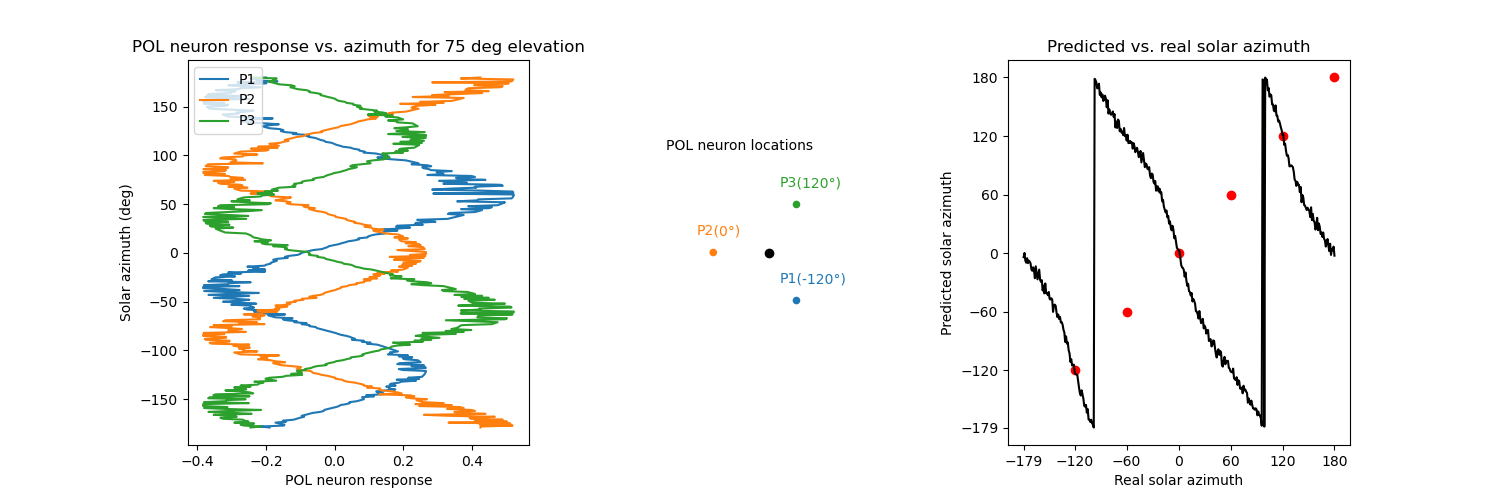 POL neuron response vs. azimuth for 75 deg elevation
P1
P2
P3
150
100
50
0
−50
−100
−150
Solar azimuth (deg)
−0.4
−0.2
0.0
0.2
0.4
POL neuron response
POL neuron locations
P3(120°)
P2(0°)
P1(-120°)
Predicted vs. real solar azimuth
180
120
60
0
−60
−120
−179
Predicted solar azimuth
−179
−120
−60
0
60
120
180
Real solar azimuth